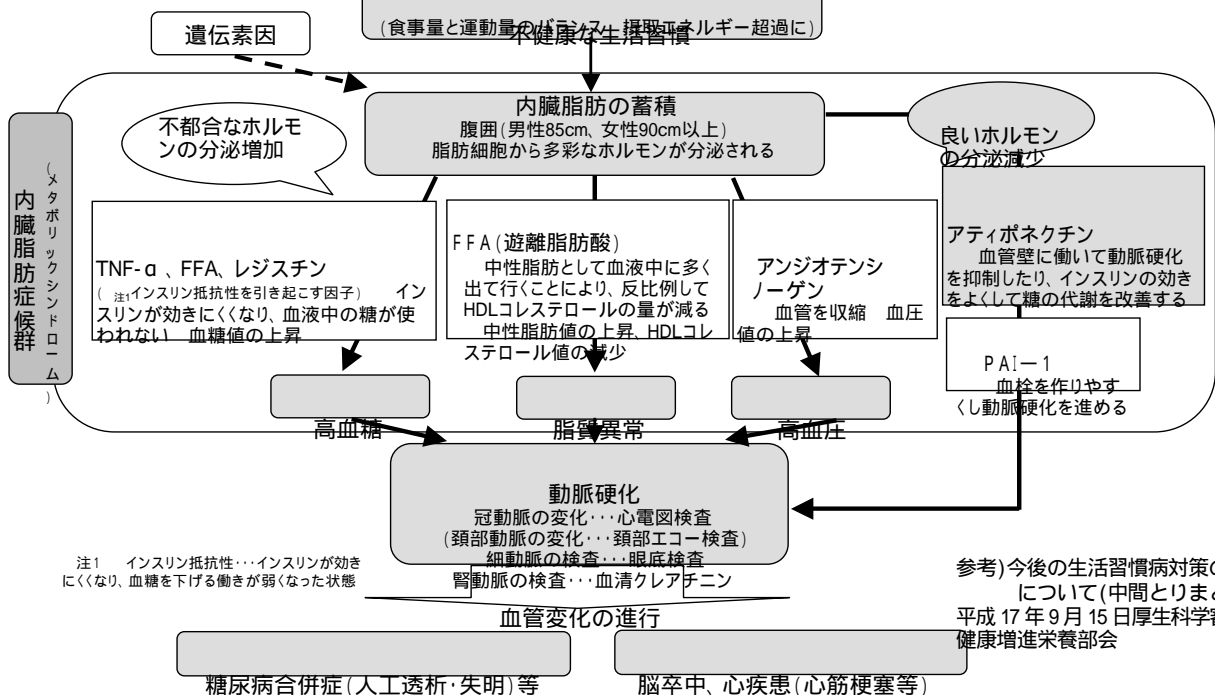 (食事量と運動量のバランス 摂取エネルギー超過に)
不健康な生活習慣
遺伝素因
内臓脂肪の蓄積
腹囲(男性85cm、女性90cm以上)
脂肪細胞から多彩なホルモンが分泌される
不都合なホルモ
ンの分泌増加
良いホルモン
の分泌減少
内臓脂肪症候群
(メタボリックシンドローム)
TNF-α、FFA、レジスチン
(注1インスリン抵抗性を引き起こす因子) イン
スリンが効きにくくなり、血液中の糖が使
われない 血糖値の上昇
FFA(遊離脂肪酸)
中性脂肪として血液中に多く
出て行くことにより、反比例して
HDLコレステロールの量が減る
中性脂肪値の上昇、HDLコレ
ステロール値の減少
アンジオテンシ
ノーゲン
血管を収縮 血圧
値の上昇
アティポネクチン
血管壁に働いて動脈硬化
を抑制したり、インスリンの効き
をよくして糖の代謝を改善する
PAI―1
血栓を作りやす
くし動脈硬化を進める
高血糖
脂質異常
高血圧
動脈硬化
冠動脈の変化・・・心電図検査
(頚部動脈の変化・・・頚部エコー検査)
細動脈の検査・・・眼底検査
腎動脈の検査・・・血清クレアチニン
注1 インスリン抵抗性・・・インスリンが効き
にくくなり、血糖を下げる働きが弱くなった状態
血管変化の進行
参考)今後の生活習慣病対策の
について(中間とりまと
平成17年9月15日厚生科学審
健康増進栄養部会
糖尿病合併症(人工透析・失明)等
脳卒中、心疾患(心筋梗塞等)